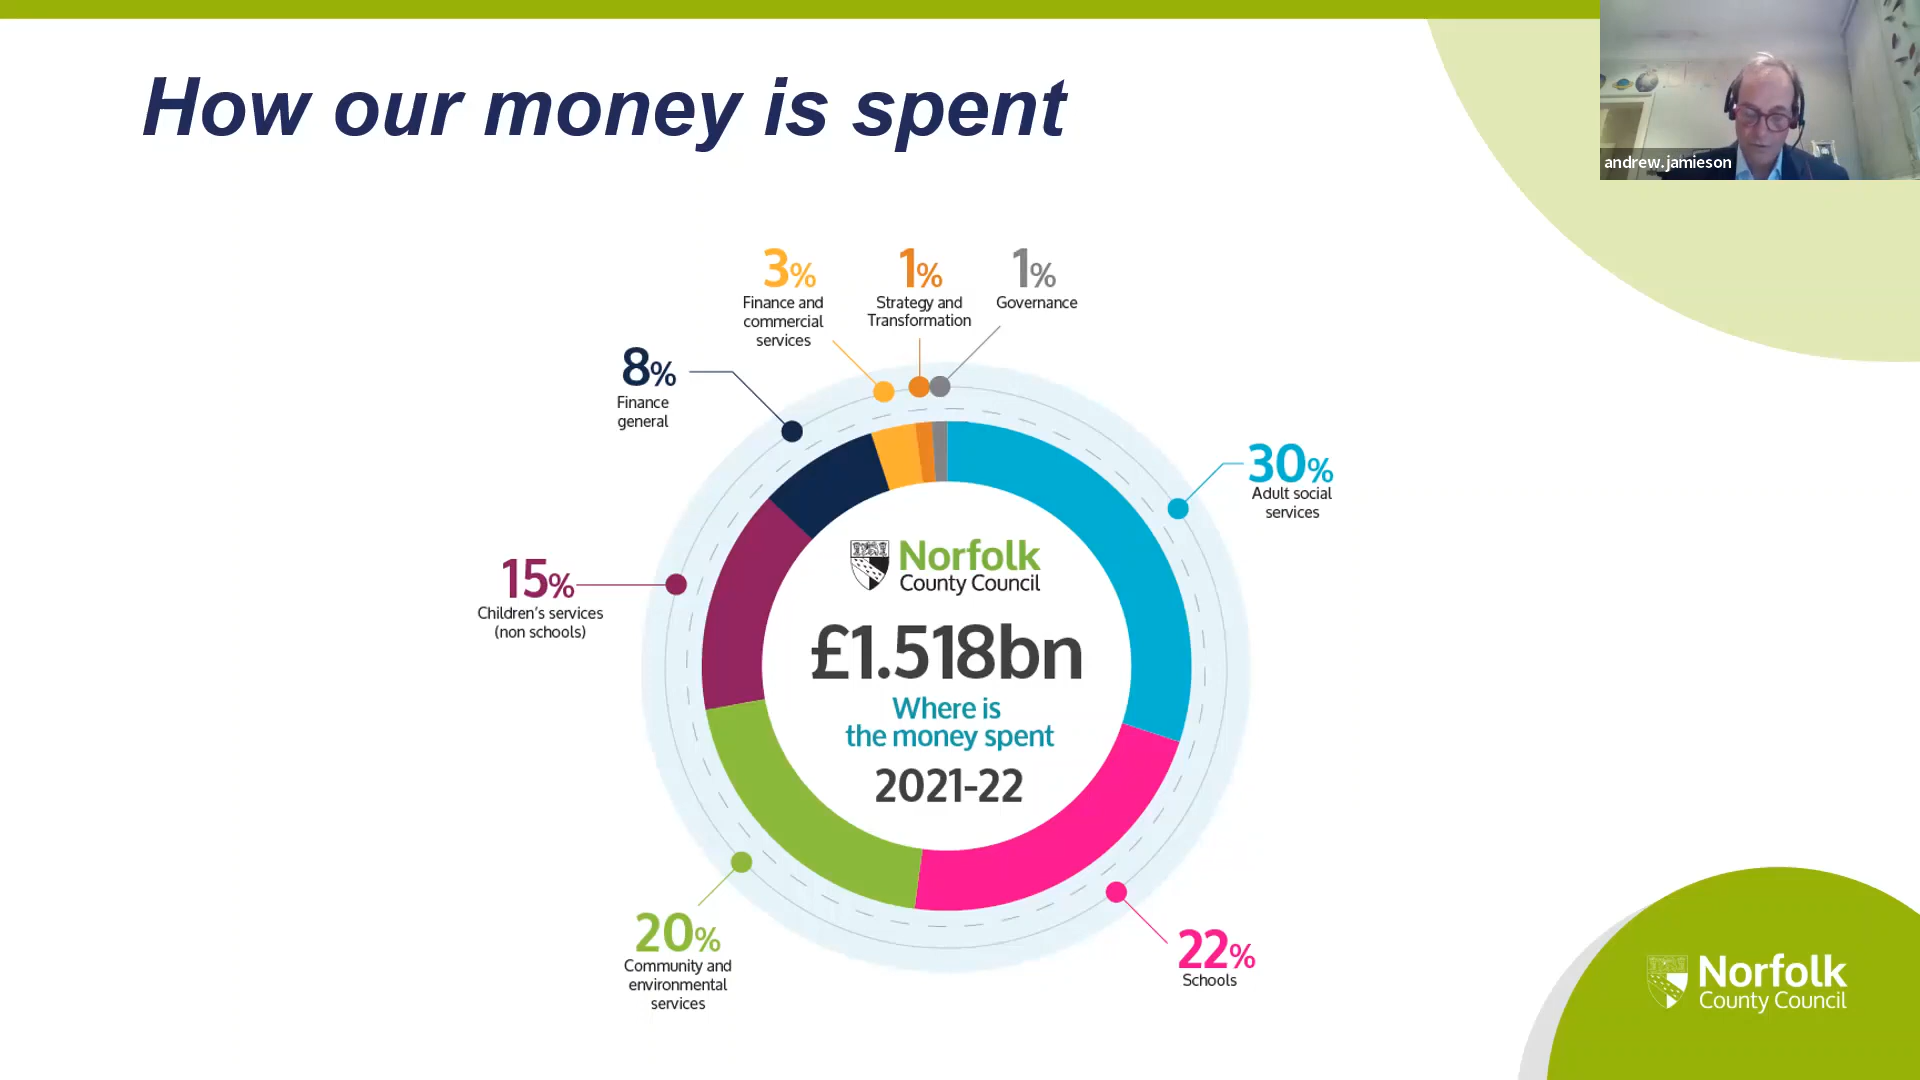 How our money is spent
andrew.jamieson
3%
Finance and
commercial
services
1%
Strategy and
Transformation
1%
Governance
8%
Finance
general
30%
Adult social
services
15%
Children’s services
(non schools)
Norfolk
County Council
£1.518bn
Where is
the money spent
2021-22
20%
Community and
environmental
services
22%
Schools
Norfolk
County Council